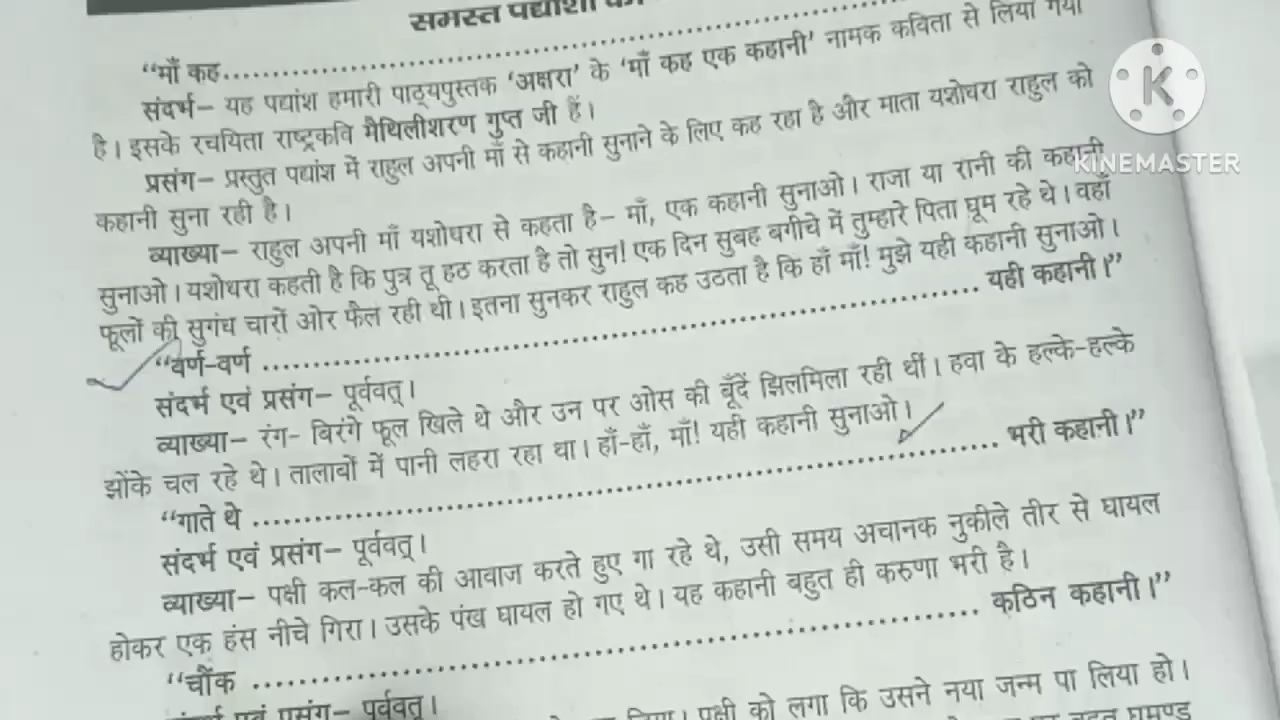 समस्त पद्यांशों
“माँ कह....................
संदर्भ– यह पद्यांश हमारी पाठ्यपुस्तक ‘अक्षरा’ के ‘माँ कह एक कहानी’ नामक कविता से लिया गया
है। इसके रचयिता राष्ट्रकवि मैथिलीशरण गुप्त जी हैं।
प्रसंग– प्रस्तुत पद्यांश में राहुल अपनी माँ से कहानी सुनाने के लिए कह रहा है और माता यशोधरा राहुल को
कहानी सुना रही है।
व्याख्या– राहुल अपनी माँ यशोधरा से कहता है– माँ, एक कहानी सुनाओ। राजा या रानी की कहानी
सुनाओ। यशोधरा कहती है कि पुत्र तू हठ करता है तो सुन! एक दिन सुबह बगीचे में तुम्हारे पिता घूम रहे थे। वहाँ
फूलों की सुगंध चारों ओर फैल रही थी। इतना सुनकर राहुल कह उठता है कि हाँ माँ! मुझे यही कहानी सुनाओ।
“वर्ण-वर्ण .................... यही कहानी।”
संदर्भ एवं प्रसंग– पूर्ववत्।
व्याख्या– रंग- बिरंगे फूल खिले थे और उन पर ओस की बूँदें झिलमिला रही थीं। हवा के हल्के-हल्के
झोंके चल रहे थे। तालाबों में पानी लहरा रहा था। हाँ-हाँ, माँ! यही कहानी सुनाओ।
“गाते थे .................... भरी कहानी।”
संदर्भ एवं प्रसंग– पूर्ववत्।
व्याख्या– पक्षी कल-कल की आवाज करते हुए गा रहे थे, उसी समय अचानक नुकीले तीर से घायल
होकर एक हंस नीचे गिरा। उसके पंख घायल हो गए थे। यह कहानी बहुत ही करुणा भरी है।
“चौंक .................... कठिन कहानी।”
संदर्भ एवं प्रसंग– पूर्ववत्।
लिया। पक्षी को लगा कि उसने नया जन्म पा लिया हो।
बहुत घमण्ड
K
KINEMASTER